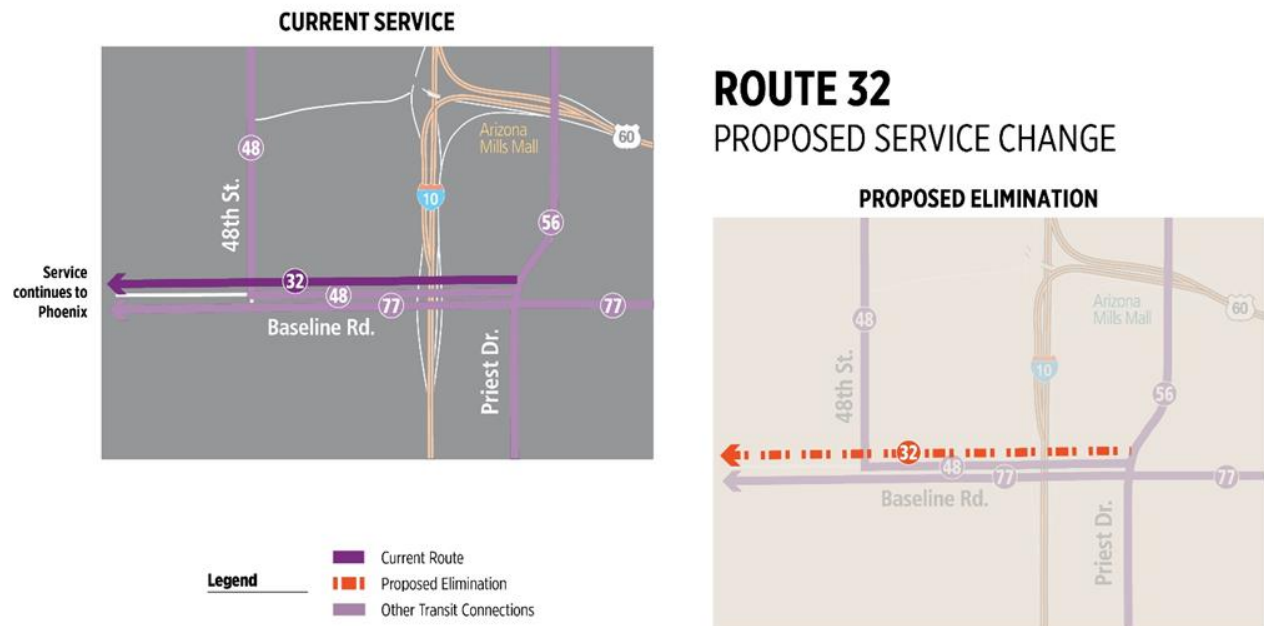 CURRENT SERVICE
48
48th St.
10
Arizona
Mills Mall
60
56
Service
continues to
Phoenix
32
48
77
77
Baseline Rd.
Priest Dr.
Legend
Current Route
Proposed Elimination
Other Transit Connections
ROUTE 32
PROPOSED SERVICE CHANGE
PROPOSED ELIMINATION
48
48th St.
10
Arizona
Mills Mall
60
56
32
48
77
77
Baseline Rd.
Priest Dr.